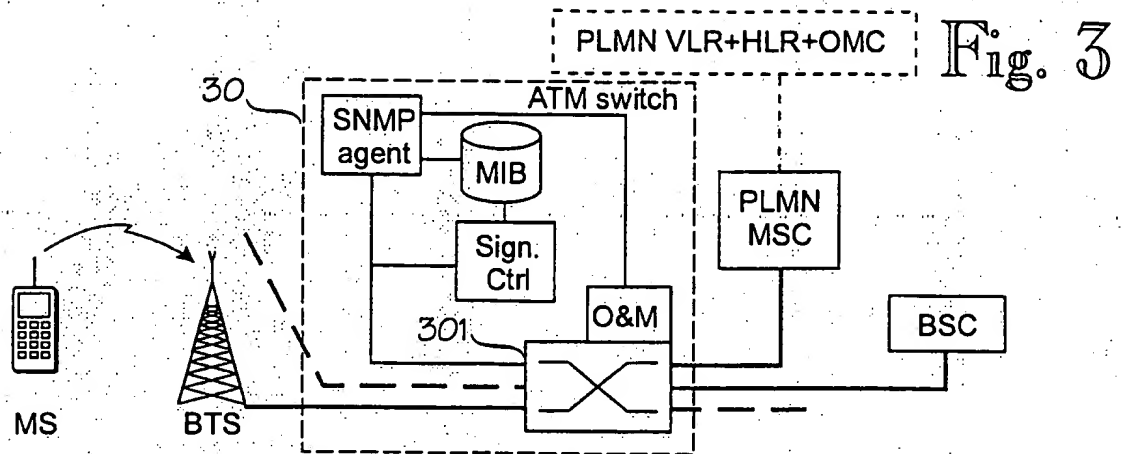 PLMN VLR+HLR+OMC
Fig. 3
30
ATM switch
SNMP
agent
MIB
PLMN
MSC
Sign.
Ctrl
O&M
BSC
301
MS
BTS